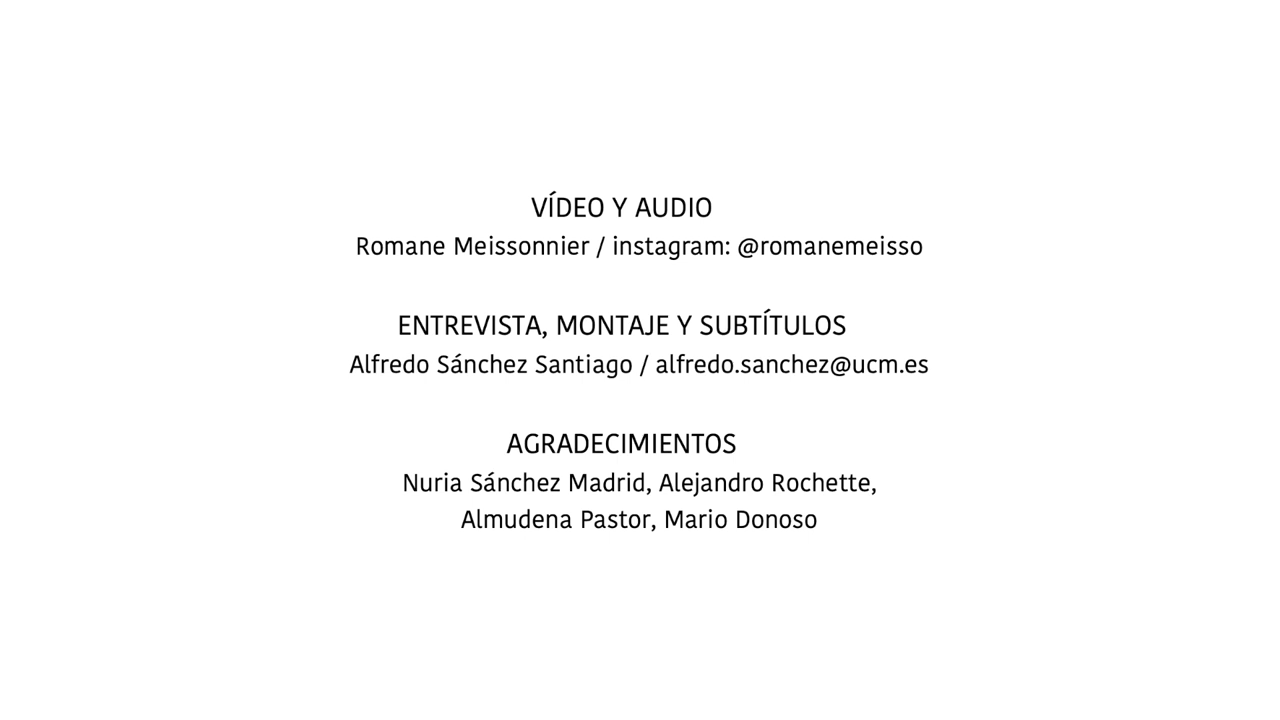 VÍDEO Y AUDIO
Romane Meissonnier / instagram: @romanemeisso
ENTREVISTA, MONTAJE Y SUBTÍTULOS
Alfredo Sánchez Santiago / alfredo.sanchez@ucm.es
AGRADECIMIENTOS
Nuria Sánchez Madrid, Alejandro Rochette,
Almudena Pastor, Mario Donoso